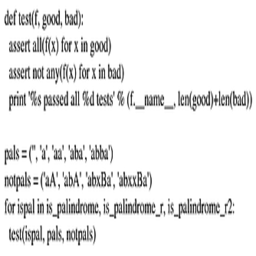 def test(f, good, bad):
assert all(f(x) for x in good)
assert not any(f(x) for x in bad)
print '%s passed all %d tests' % (f.__name__, len(good)+len(bad))
pals = ('', 'a', 'aa', 'aba', 'abba')
notpals = ('aA', 'abA', 'abxBa', 'abxxBa')
for ispal in is_palindrome, is_palindrome_r, is_palindrome_r2:
test(ispal, pals, notpals)